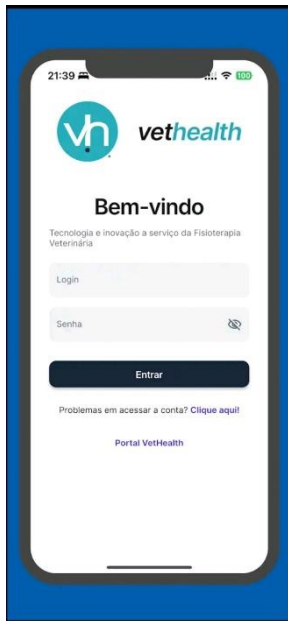 21:39
100
vh
vethealth
Bem-vindo
Tecnologia e inovação a serviço da Fisioterapia
Veterinária
Login
Senha
Entrar
Problemas em acessar a conta? Clique aqui!
Portal VetHealth